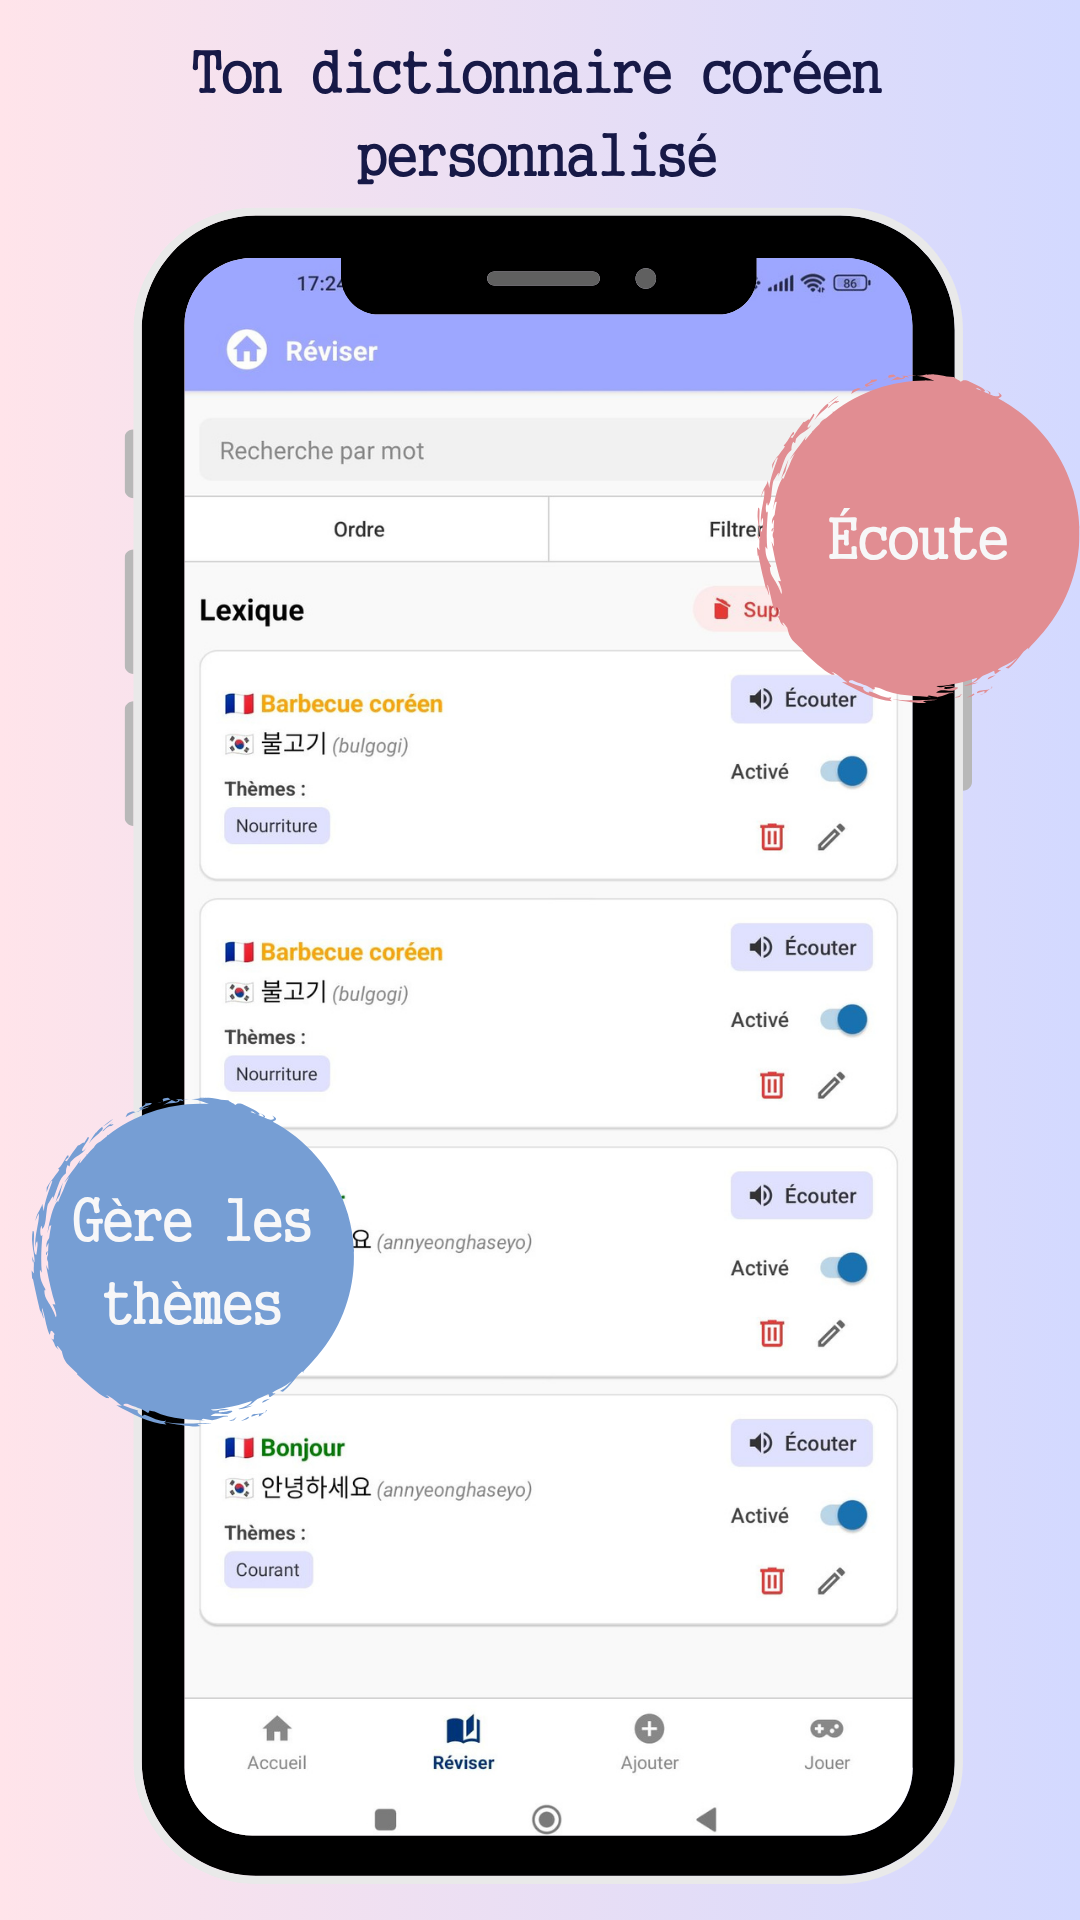 Ton dictionnaire coréen
personnalisé
17:24
86
Réviser
Recherche par mot
Ordre
Filtrer
Écoute
Lexique
Barbecue coréen
불고기 (bulgogi)
Thèmes :
Nourriture
Écouter
Activé
Barbecue coréen
불고기 (bulgogi)
Thèmes :
Nourriture
Écouter
Activé
Gère les
thèmes
(annyeonghaseyo)
Écouter
Activé
Bonjour
안녕하세요 (annyeonghaseyo)
Thèmes :
Courant
Écouter
Activé
Accueil
Réviser
Ajouter
Jouer